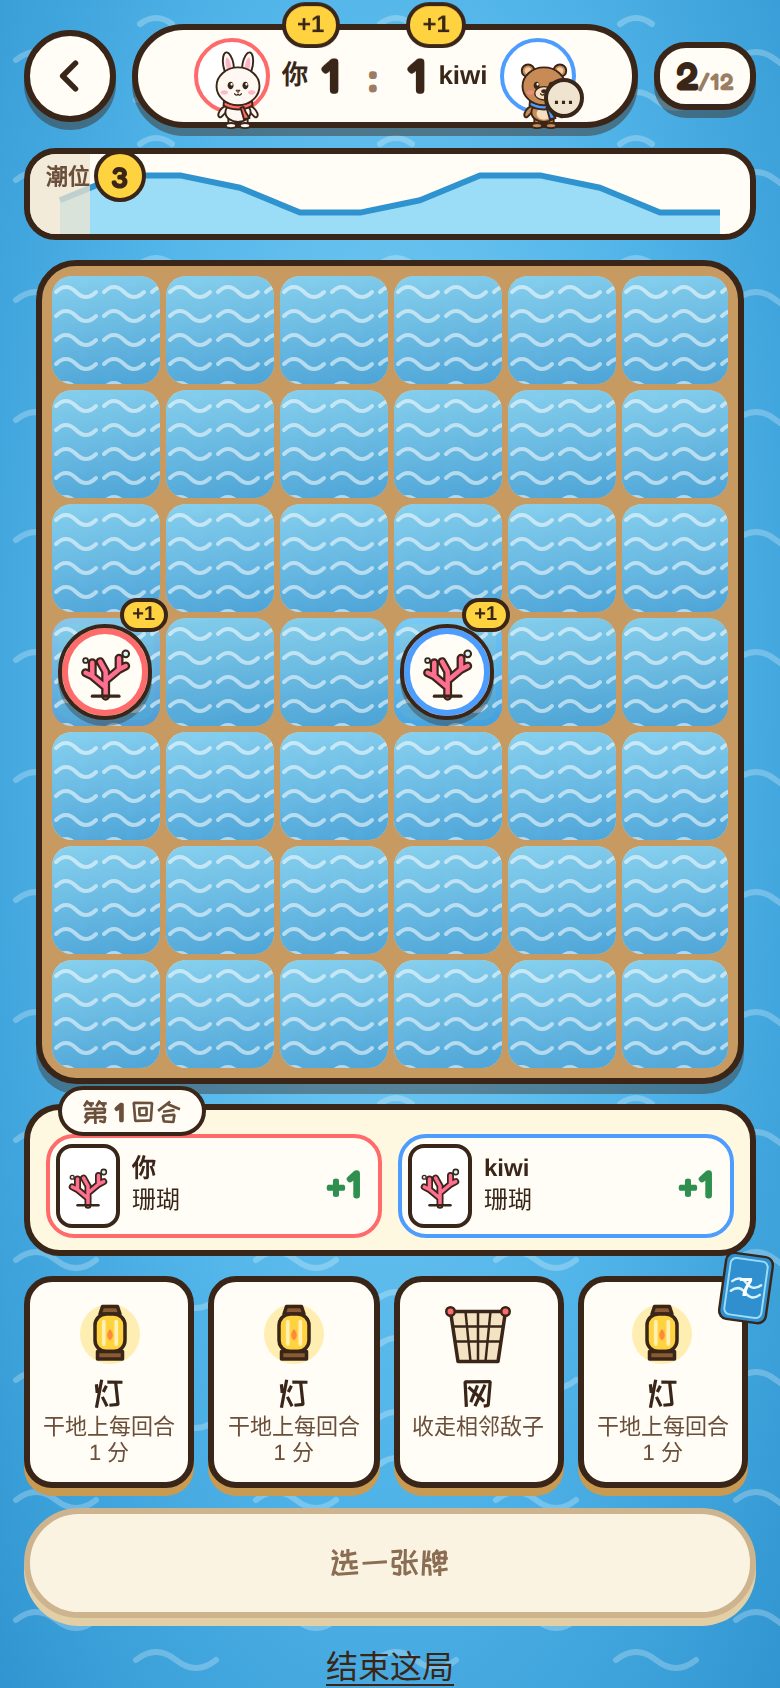 +1 +1
你 1 : 1 kiwi ...
2/12
潮位 3
+1 +1
第1回合
你
珊瑚
+1
kiwi
珊瑚
+1
7
灯
干地上每回合
1 分
灯
干地上每回合
1 分
网
收走相邻敌子
灯
干地上每回合
1 分
选一张牌
结束这局